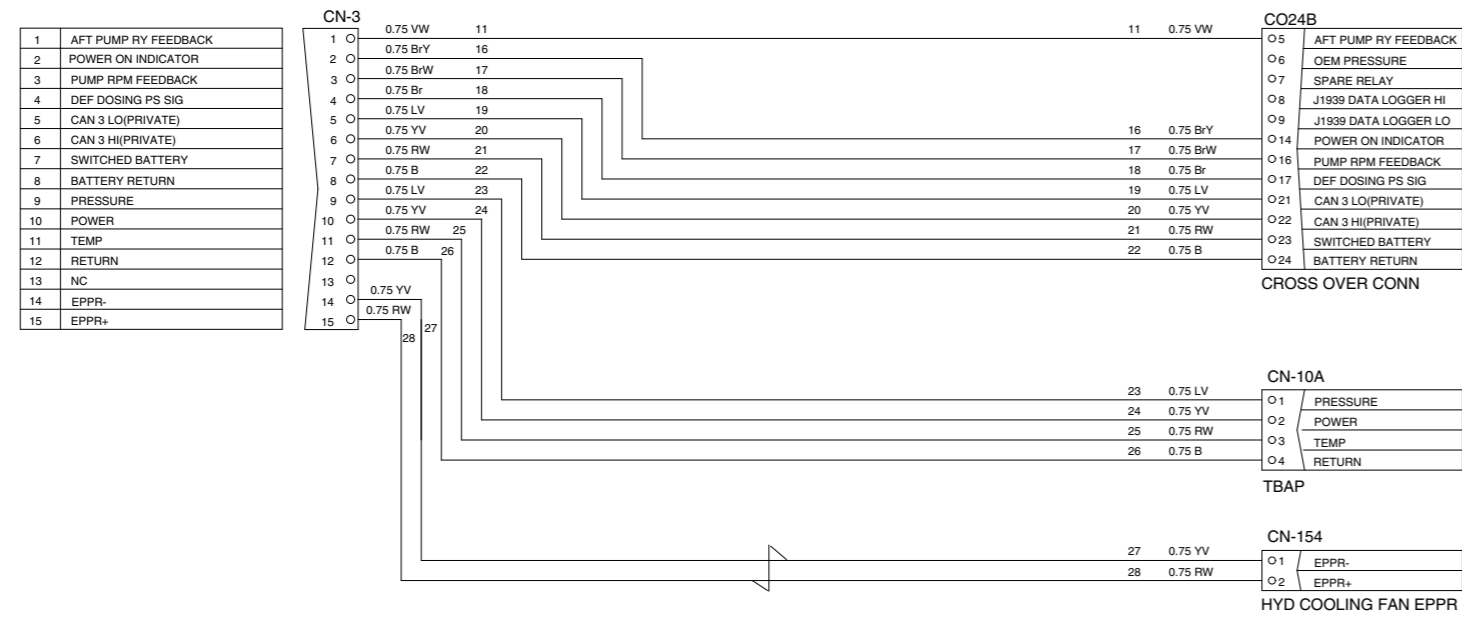 CN-3
1 AFT PUMP RY FEEDBACK
2 POWER ON INDICATOR
3 PUMP RPM FEEDBACK
4 DEF DOSING PS SIG
5 CAN 3 LO(PRIVATE)
6 CAN 3 HI(PRIVATE)
7 SWITCHED BATTERY
8 BATTERY RETURN
9 PRESSURE
10 POWER
11 TEMP
12 RETURN
13 NC
14 EPPR-
15 EPPR+
1 0.75 VW 11
2 0.75 BrY 16
3 0.75 BrW 17
4 0.75 Br 18
5 0.75 LV 19
6 0.75 YV 20
7 0.75 RW 21
8 0.75 B 22
9 0.75 LV 23
10 0.75 YV 24
11 0.75 RW 25
12 0.75 B 26
13
14 0.75 YV 27
15 0.75 RW 28
CO24B
11 0.75 VW 5 AFT PUMP RY FEEDBACK
6 OEM PRESSURE
7 SPARE RELAY
8 J1939 DATA LOGGER HI
9 J1939 DATA LOGGER LO
16 0.75 BrY 14 POWER ON INDICATOR
17 0.75 BrW 16 PUMP RPM FEEDBACK
18 0.75 Br 17 DEF DOSING PS SIG
19 0.75 LV 21 CAN 3 LO(PRIVATE)
20 0.75 YV 22 CAN 3 HI(PRIVATE)
21 0.75 RW 23 SWITCHED BATTERY
22 0.75 B 24 BATTERY RETURN
CROSS OVER CONN
CN-10A
23 0.75 LV 1 PRESSURE
24 0.75 YV 2 POWER
25 0.75 RW 3 TEMP
26 0.75 B 4 RETURN
TBAP
CN-154
27 0.75 YV 1 EPPR-
28 0.75 RW 2 EPPR+
HYD COOLING FAN EPPR